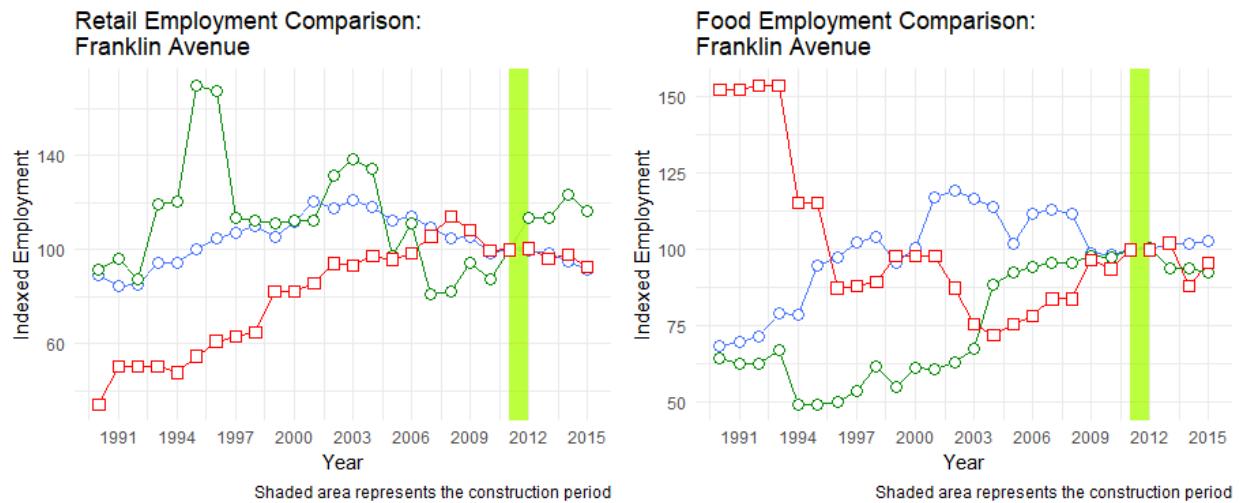 Retail Employment Comparison:
Franklin Avenue
Indexed Employment
140
100
60
1991 1994 1997 2000 2003 2006 2009 2012 2015
Year
Shaded area represents the construction period
Food Employment Comparison:
Franklin Avenue
Indexed Employment
150
125
100
75
50
1991 1994 1997 2000 2003 2006 2009 2012 2015
Year
Shaded area represents the construction period